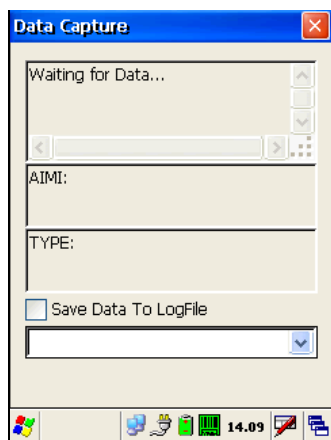 Data Capture
Waiting for Data...
AIMI:
TYPE:
Save Data To LogFile
14.09